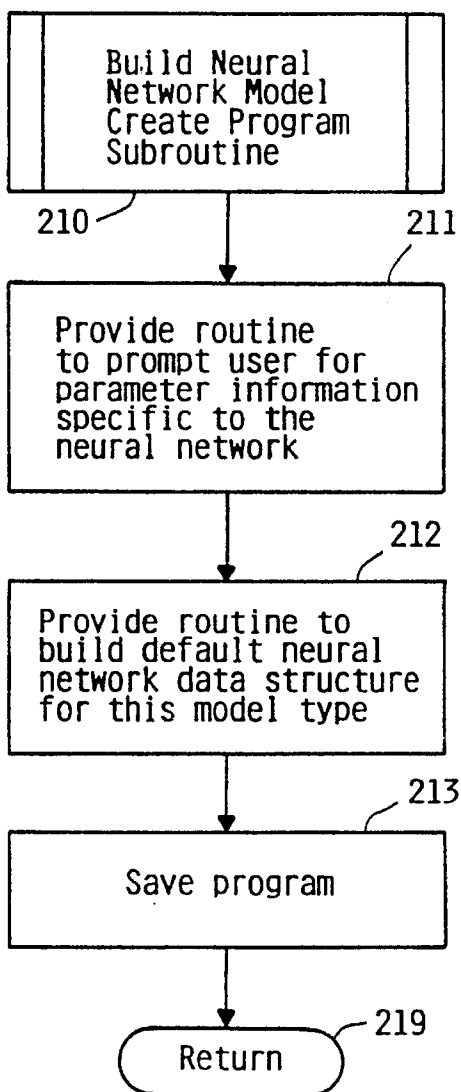 Build Neural
Network Model
Create Program
Subroutine
210
211
Provide routine
to prompt user for
parameter information
specific to the
neural network
212
Provide routine to
build default neural
network data structure
for this model type
213
Save program
219
Return